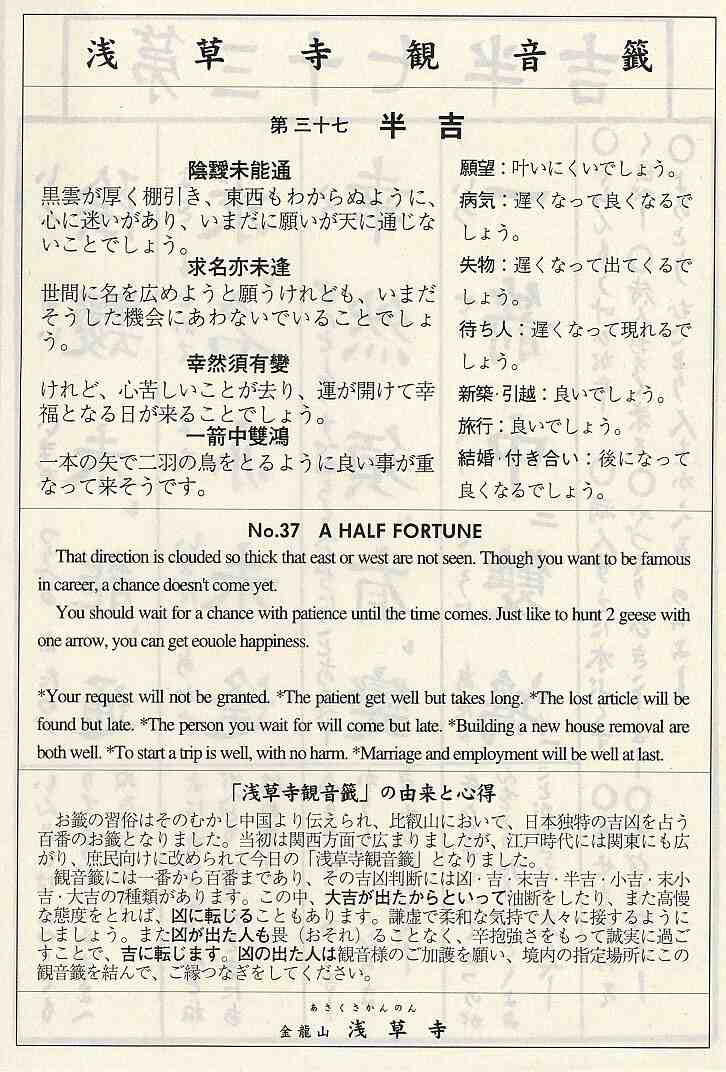 浅草寺観音籤
第三十七　半吉
陰靉未能通
黒雲が厚く棚引き、東西もわからぬように、
心に迷いがあり、いまだに願いが天に通じな
いことでしょう。
求名亦未逢
世間に名を広めようと願うけれども、いまだ
そうした機会にあわないでいることでしょ
う。
幸然須有變
けれど、心苦しいことが去り、運が開けて幸
福となる日が来ることでしょう。
一箭中雙鴻
一本の矢で二羽の鳥をとるように良い事が重
なって来そうです。
願望：叶いにくいでしょう。
病気：遅くなって良くなるで
しょう。
失物：遅くなって出てくるで
しょう。
待ち人：遅くなって現れるで
しょう。
新築·引越：良いでしょう。
旅行：良いでしょう。
結婚·付き合い：後になって
良くなるでしょう。
No.37　A HALF FORTUNE
That direction is clouded so thick that east or west are not seen. Though you want to be famous
in career, a chance doesn't come yet.
You should wait for a chance with patience until the time comes. Just like to hunt 2 geese with
one arrow, you can get eouole happiness.
*Your request will not be granted. *The patient get well but takes long. *The lost article will be
found but late. *The person you wait for will come but late. *Building a new house removal are
both well. *To start a trip is well, with no harm. *Marriage and employment will be well at last.
「浅草寺観音籤」の由来と心得
お籤の習俗はそのむかし中国より伝えられ、比叡山において、日本独特の吉凶を占う
百番のお籤となりました。当初は関西方面で広まりましたが、江戸時代には関東にも広
がり、庶民向けに改められて今日の「浅草寺観音籤」となりました。
観音籤には一番から百番まであり、その吉凶判断には凶·吉·末吉·半吉·小吉·末小
吉·大吉の7種類があります。この中、大吉が出たからといって油断をしたり、また高慢
な態度をとれば、凶に転じることもあります。謙虚で柔和な気持で人々に接するように
しましょう。また凶が出た人も畏（おそれ）ることなく、辛抱強さをもって誠実に過ご
すことで、吉に転じます。凶の出た人は観音様のご加護を願い、境内の指定場所にこの
観音籤を結んで、ご縁つなぎをしてください。
あさくさかんのん
金龍山　浅草寺